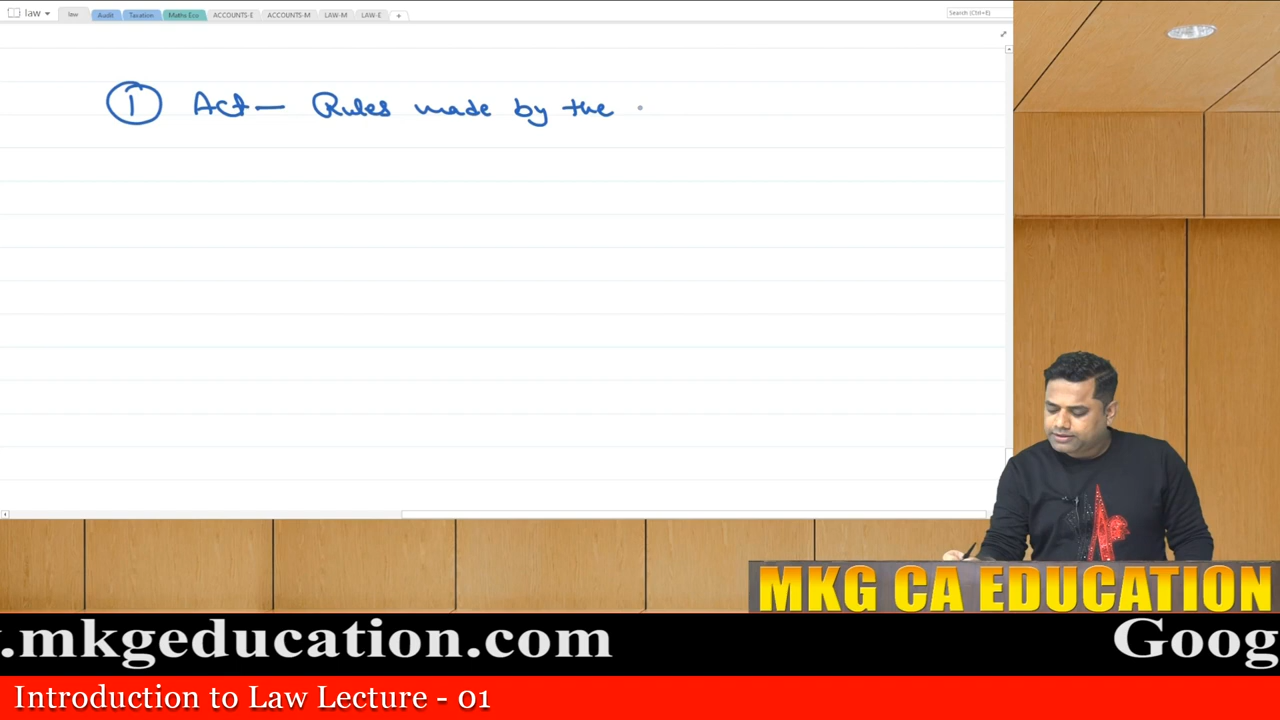 law
law Audit Taxation Maths Eco ACCOUNTS-E ACCOUNTS-M LAW-M LAW-E +
Search (Ctrl+E)
1 Act — Rules made by the
MKG CA EDUCATION
.mkgeducation.com Goog
Introduction to Law Lecture - 01